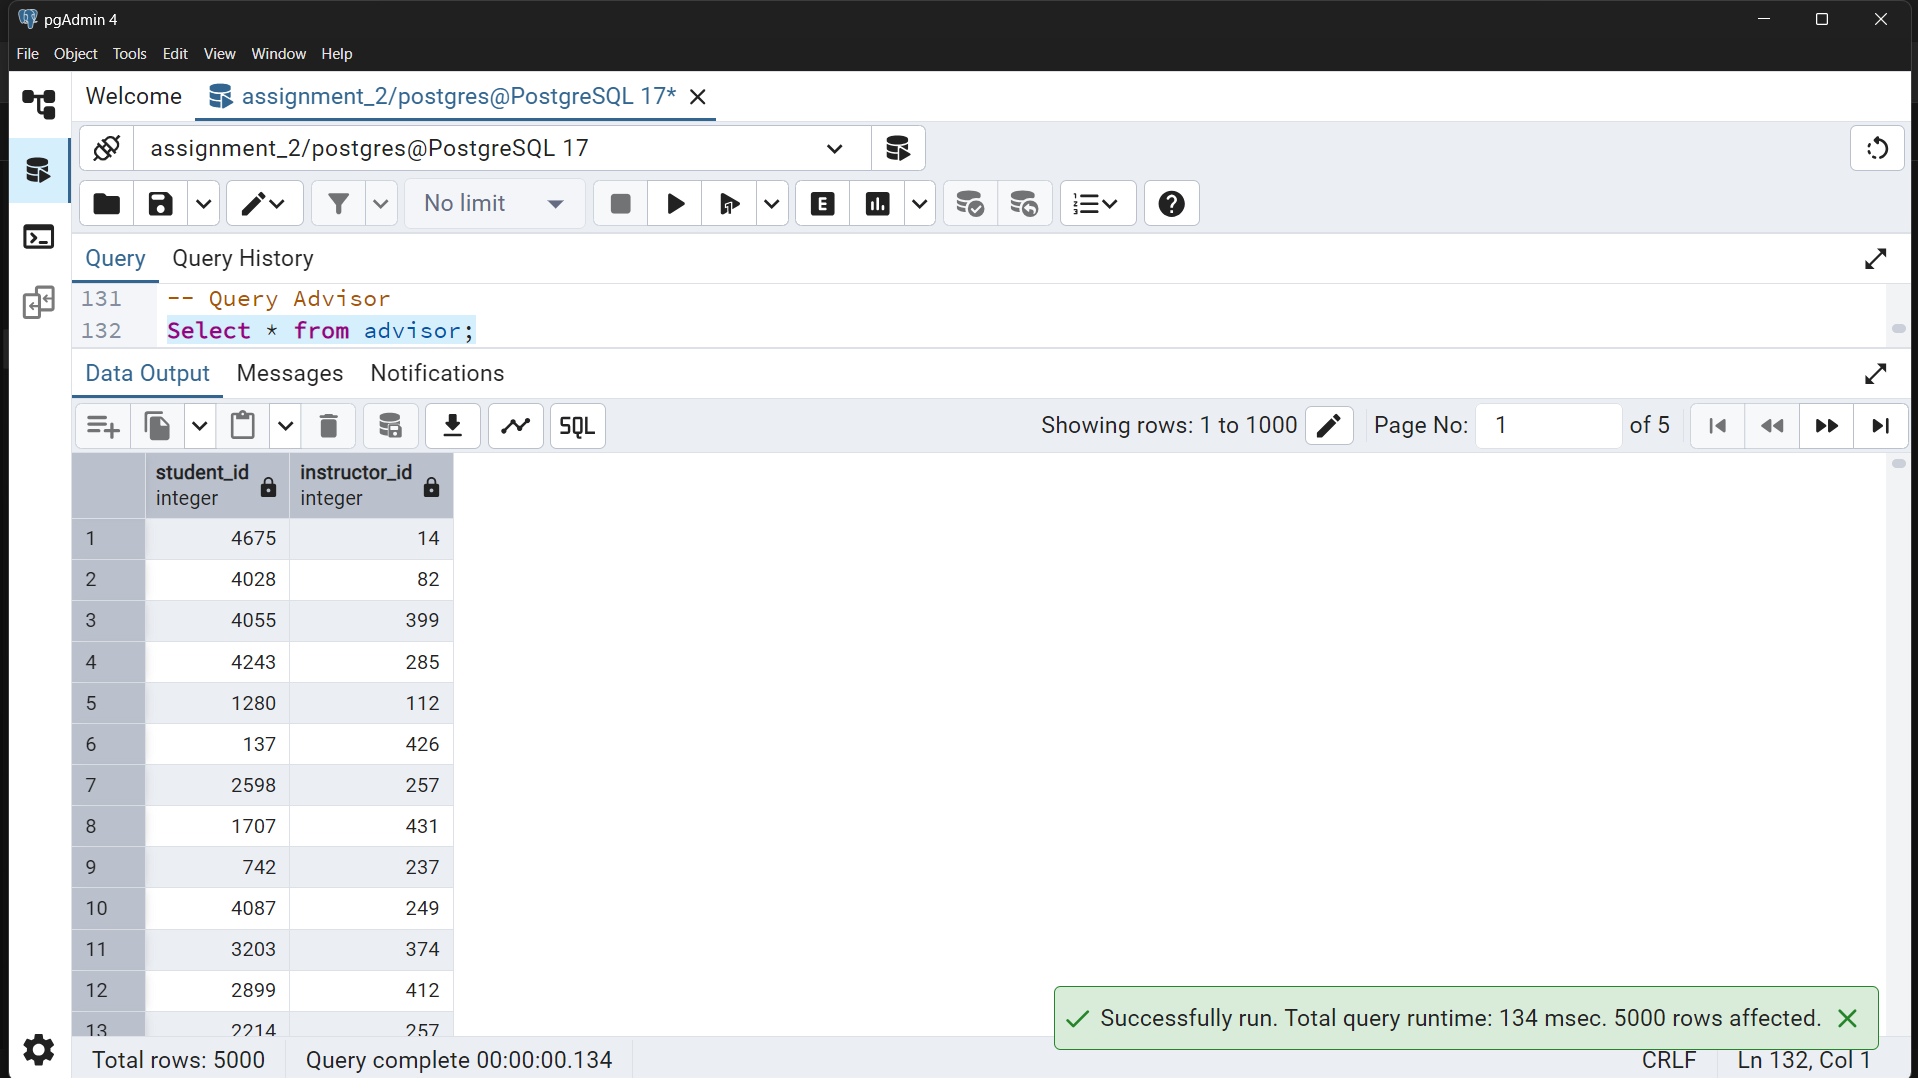 pgAdmin 4
File Object Tools Edit View Window Help
Welcome assignment_2/postgres@PostgreSQL 17*
assignment_2/postgres@PostgreSQL 17
No limit E
Query Query History
131 -- Query Advisor
132 Select * from advisor;
Data Output Messages Notifications
SQL Showing rows: 1 to 1000 Page No: 1 of 5
student_id instructor_id
integer integer
1 4675 14
2 4028 82
3 4055 399
4 4243 285
5 1280 112
6 137 426
7 2598 257
8 1707 431
9 742 237
10 4087 249
11 3203 374
12 2899 412
13 2214 257
Successfully run. Total query runtime: 134 msec. 5000 rows affected.
Total rows: 5000 Query complete 00:00:00.134 CRLF Ln 132, Col 1